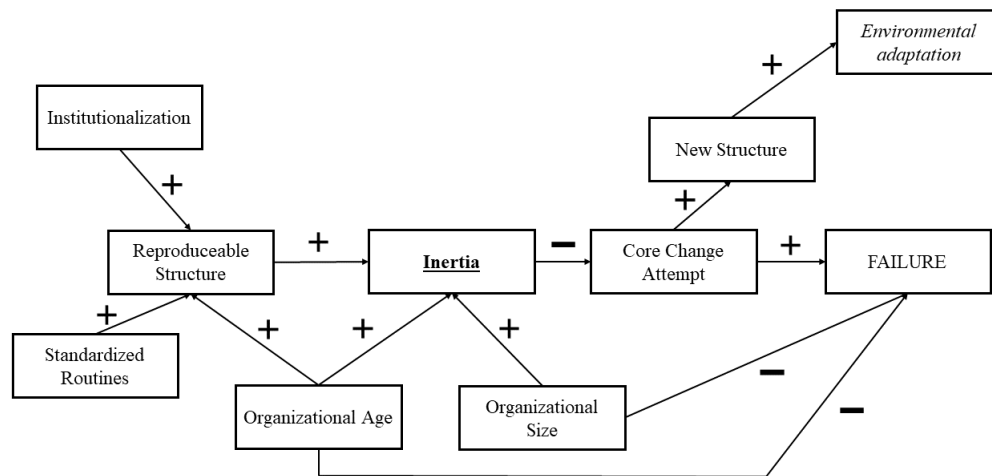 Environmental
adaptation
+
Institutionalization
New Structure
+
+
Reproduceable
Structure
+
Inertia
−
Core Change
Attempt
+
FAILURE
+
+
+
+
Standardized
Routines
Organizational Age
Organizational
Size
−
−